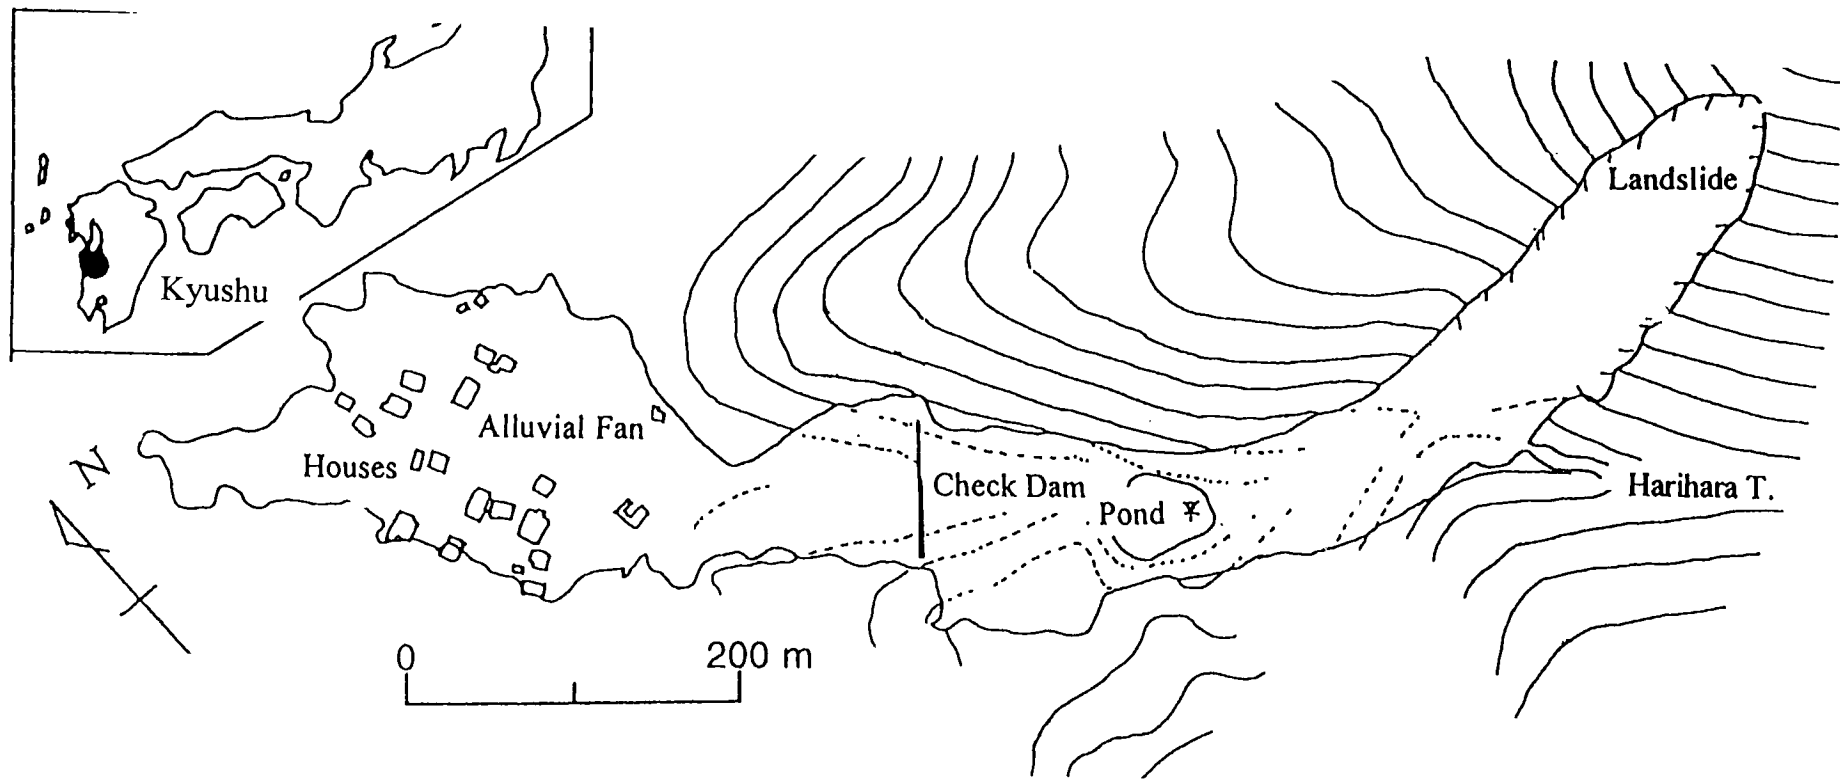 Landslide
Kyushu
Alluvial Fan
Houses
N
Check Dam
Harihara T.
Pond
0 200 m